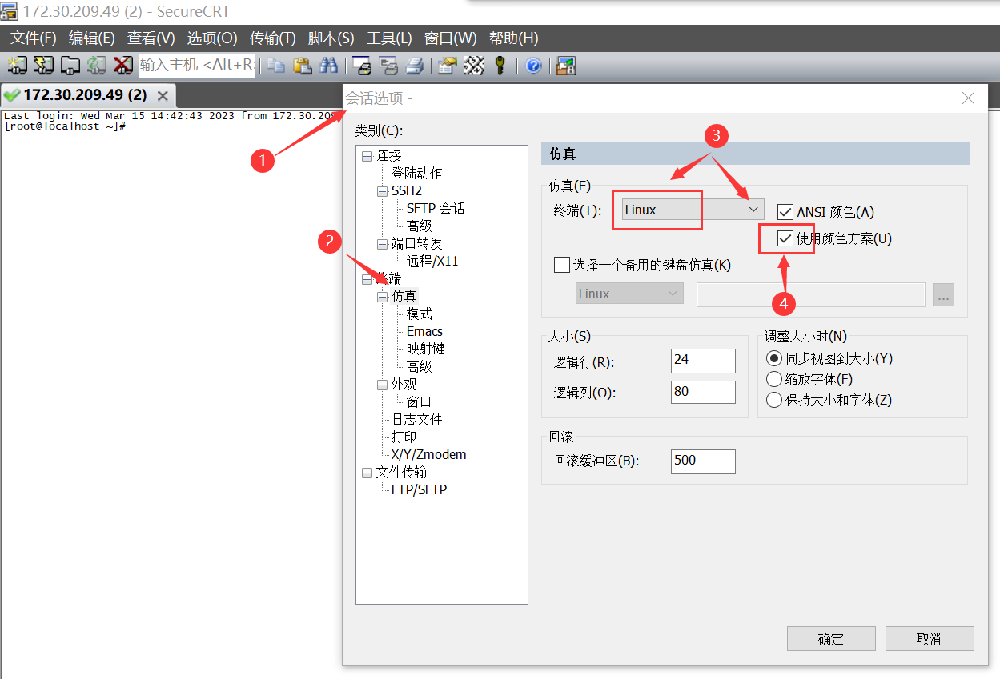 172.30.209.49 (2) - SecureCRT
文件(F) 编辑(E) 查看(V) 选项(O) 传输(T) 脚本(S) 工具(L) 窗口(W) 帮助(H)
输入主机 <Alt+R>
172.30.209.49 (2)
Last login: Wed Mar 15 14:42:43 2023 from 172.30.209
[root@localhost ~]#
会话选项 -
类别(C):
连接
登陆动作
SSH2
SFTP 会话
高级
端口转发
远程/X11
终端
仿真
模式
Emacs
映射键
高级
外观
窗口
日志文件
打印
X/Y/Zmodem
文件传输
FTP/SFTP
仿真
仿真(E)
终端(T):
Linux
ANSI 颜色(A)
使用颜色方案(U)
选择一个备用的键盘仿真(K)
Linux
...
大小(S)
逻辑行(R):
24
逻辑列(O):
80
调整大小时(N)
同步视图到大小(Y)
缩放字体(F)
保持大小和字体(Z)
回滚
回滚缓冲区(B):
500
确定
取消
1
2
3
4